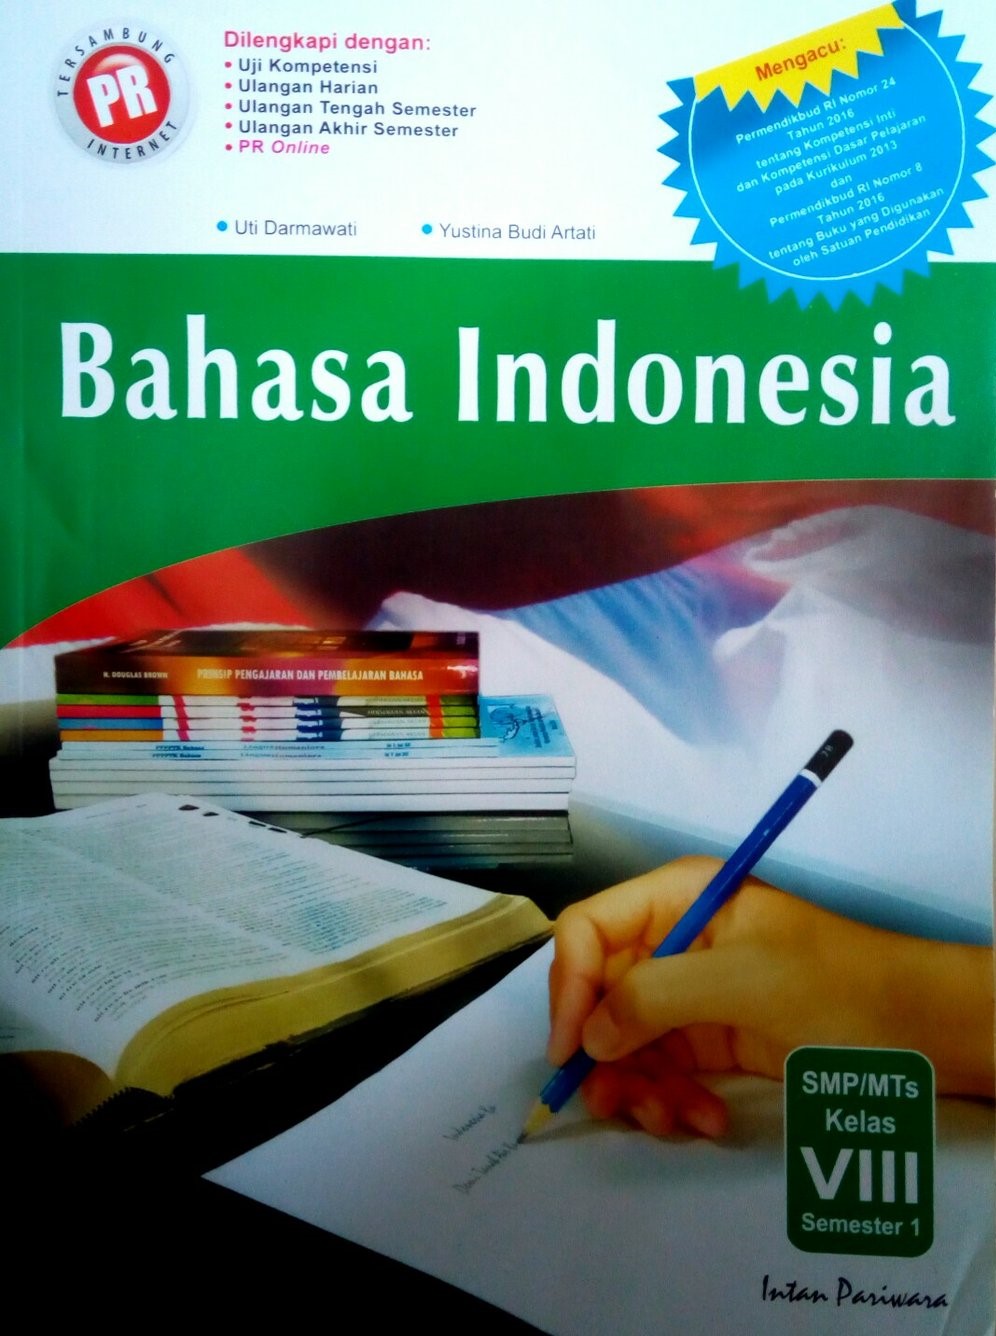 TERSAMBUNG
PR
INTERNET
Dilengkapi dengan:
• Uji Kompetensi
• Ulangan Harian
• Ulangan Tengah Semester
• Ulangan Akhir Semester
• PR Online
Mengacu:
Permendikbud RI Nomor 24
Tahun 2016
tentang Kompetensi Inti
dan Kompetensi Dasar Pelajaran
pada Kurikulum 2013
dan
Permendikbud RI Nomor 8
Tahun 2016
tentang Buku yang Digunakan
oleh Satuan Pendidikan
• Uti Darmawati
• Yustina Budi Artati
Bahasa Indonesia
H. DOUGLAS BROWN PRINSIP PENGAJARAN DAN PEMBELAJARAN BAHASA
2B
SMP/MTs
Kelas
VIII
Semester 1
Intan Pariwara